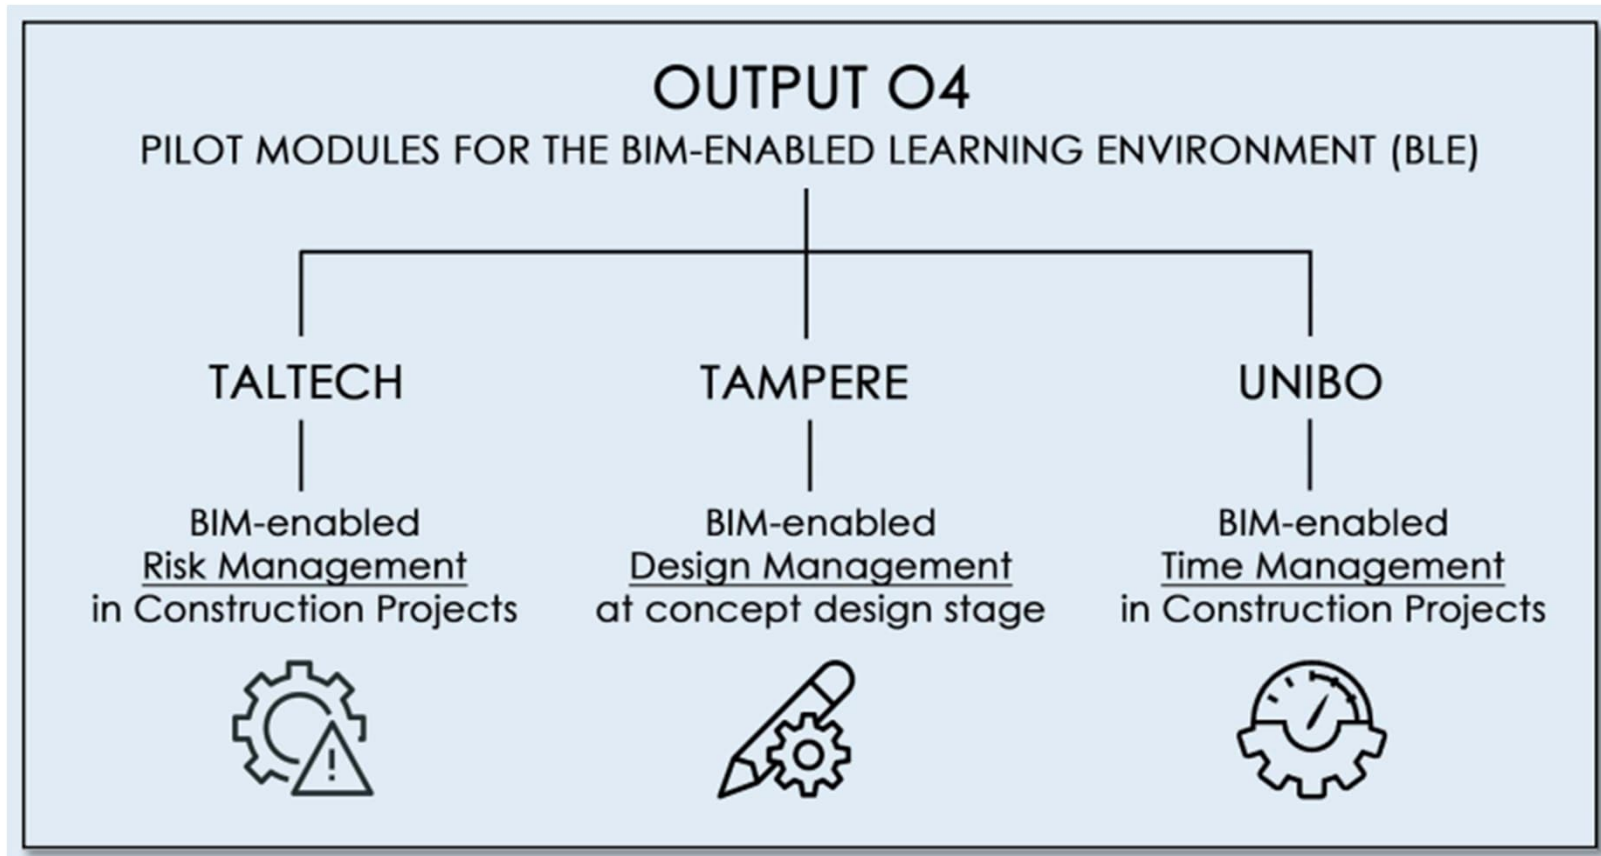 OUTPUT O4
PILOT MODULES FOR THE BIM-ENABLED LEARNING ENVIRONMENT (BLE)
TALTECH
TAMPERE
UNIBO
BIM-enabled
Risk Management
in Construction Projects
BIM-enabled
Design Management
at concept design stage
BIM-enabled
Time Management
in Construction Projects
!